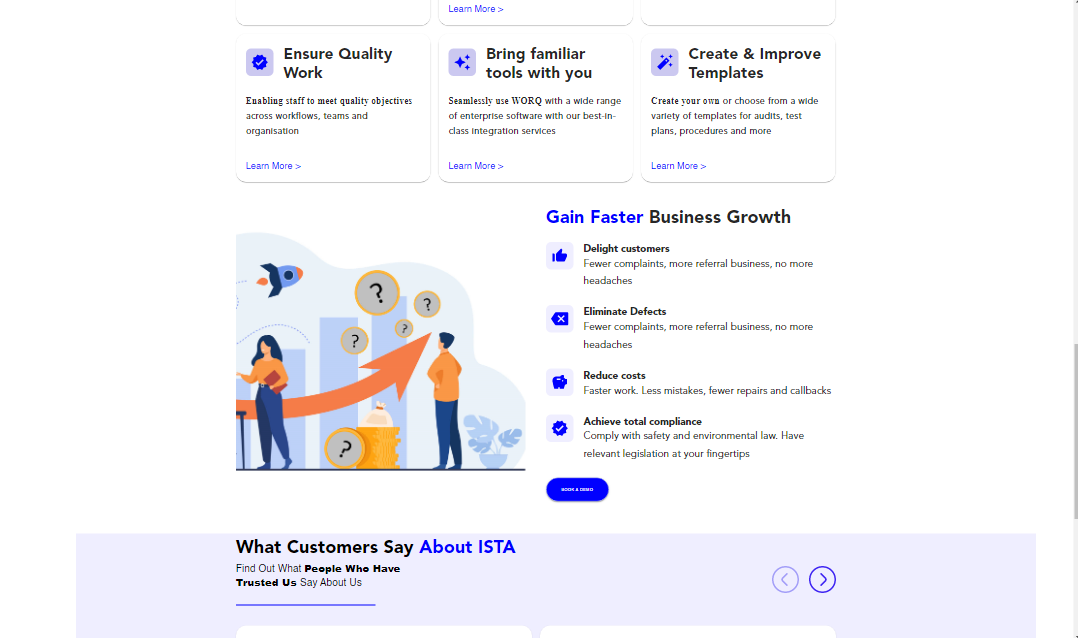 Learn More >
Ensure Quality
Work
Enabling staff to meet quality objectives
across workflows, teams and
organisation
Learn More >
Bring familiar
tools with you
Seamlessly use WORQ with a wide range
of enterprise software with our best-in-
class integration services
Learn More >
Create & Improve
Templates
Create your own or choose from a wide
variety of templates for audits, test
plans, procedures and more
Learn More >
? ? ? ? ?
Gain Faster Business Growth
Delight customers
Fewer complaints, more referral business, no more
headaches
Eliminate Defects
Fewer complaints, more referral business, no more
headaches
Reduce costs
Faster work. Less mistakes, fewer repairs and callbacks
Achieve total compliance
Comply with safety and environmental law. Have
relevant legislation at your fingertips
BOOK A DEMO
What Customers Say About ISTA
Find Out What People Who Have
Trusted Us Say About Us